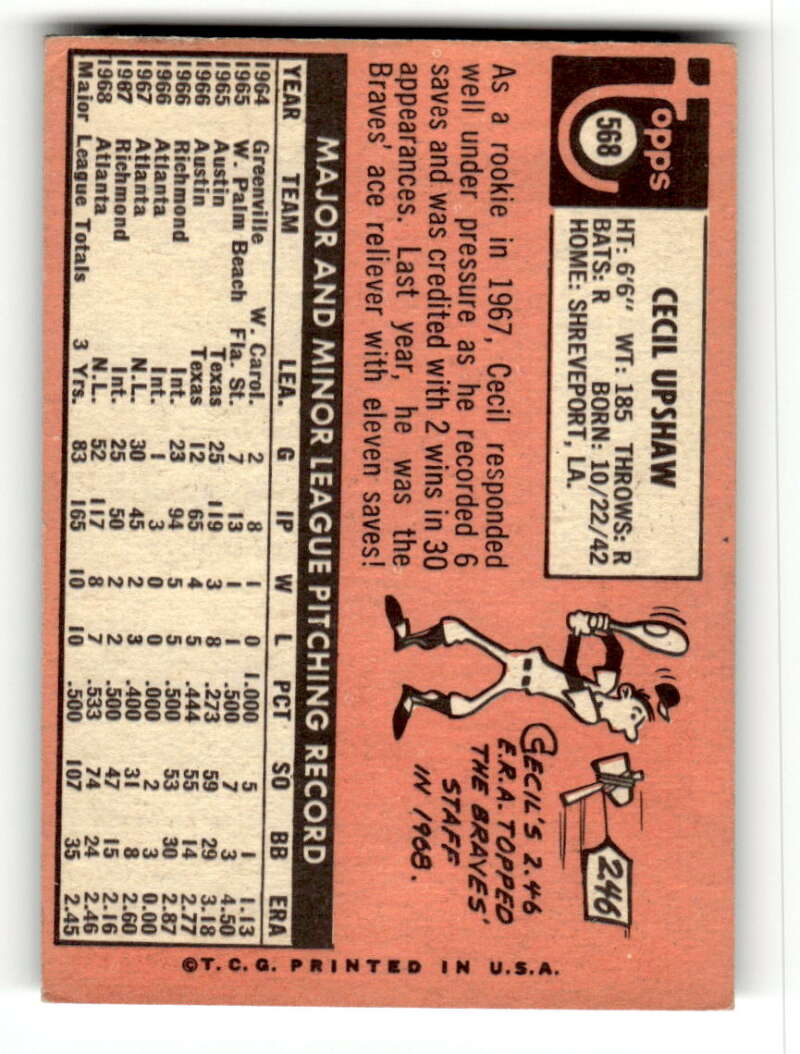 Topps
568
CECIL UPSHAW
HT: 6'6" WT: 185 THROWS: R
BATS: R BORN: 10/22/42
HOME: SHREVEPORT, LA.
As a rookie in 1967, Cecil responded
well under pressure as he recorded 6
saves and was credited with 2 wins in 30
appearances. Last year, he was the
Braves' ace reliever with eleven saves!
2.46
CECIL'S 2.46
E.R.A. TOPPED
THE BRAVES'
STAFF
IN 1968.
MAJOR AND MINOR LEAGUE PITCHING RECORD
YEAR TEAM LEA. G IP W L PCT SO BB ERA
1964 Greenville W. Carol. 2 8 1 0 1.000 5 1 1.13
1965 W. Palm Beach Fla. St. 7 13 1 1 .500 7 3 4.50
1965 Austin Texas 25 119 3 8 .273 59 29 3.18
1966 Austin Texas 12 65 4 5 .444 55 14 2.77
1966 Richmond Int. 23 94 5 5 .500 53 30 2.87
1966 Atlanta Int. 1 3 0 0 .000 2 3 0.00
1967 Atlanta N.L. 30 45 2 3 .400 31 8 2.60
1967 Richmond Int. 25 50 2 2 .500 47 15 2.16
1968 Atlanta N.L. 52 117 8 7 .533 74 24 2.46
Major League Totals 3 Yrs. 83 165 10 10 .500 107 35 2.45
©T.C.G. PRINTED IN U.S.A.